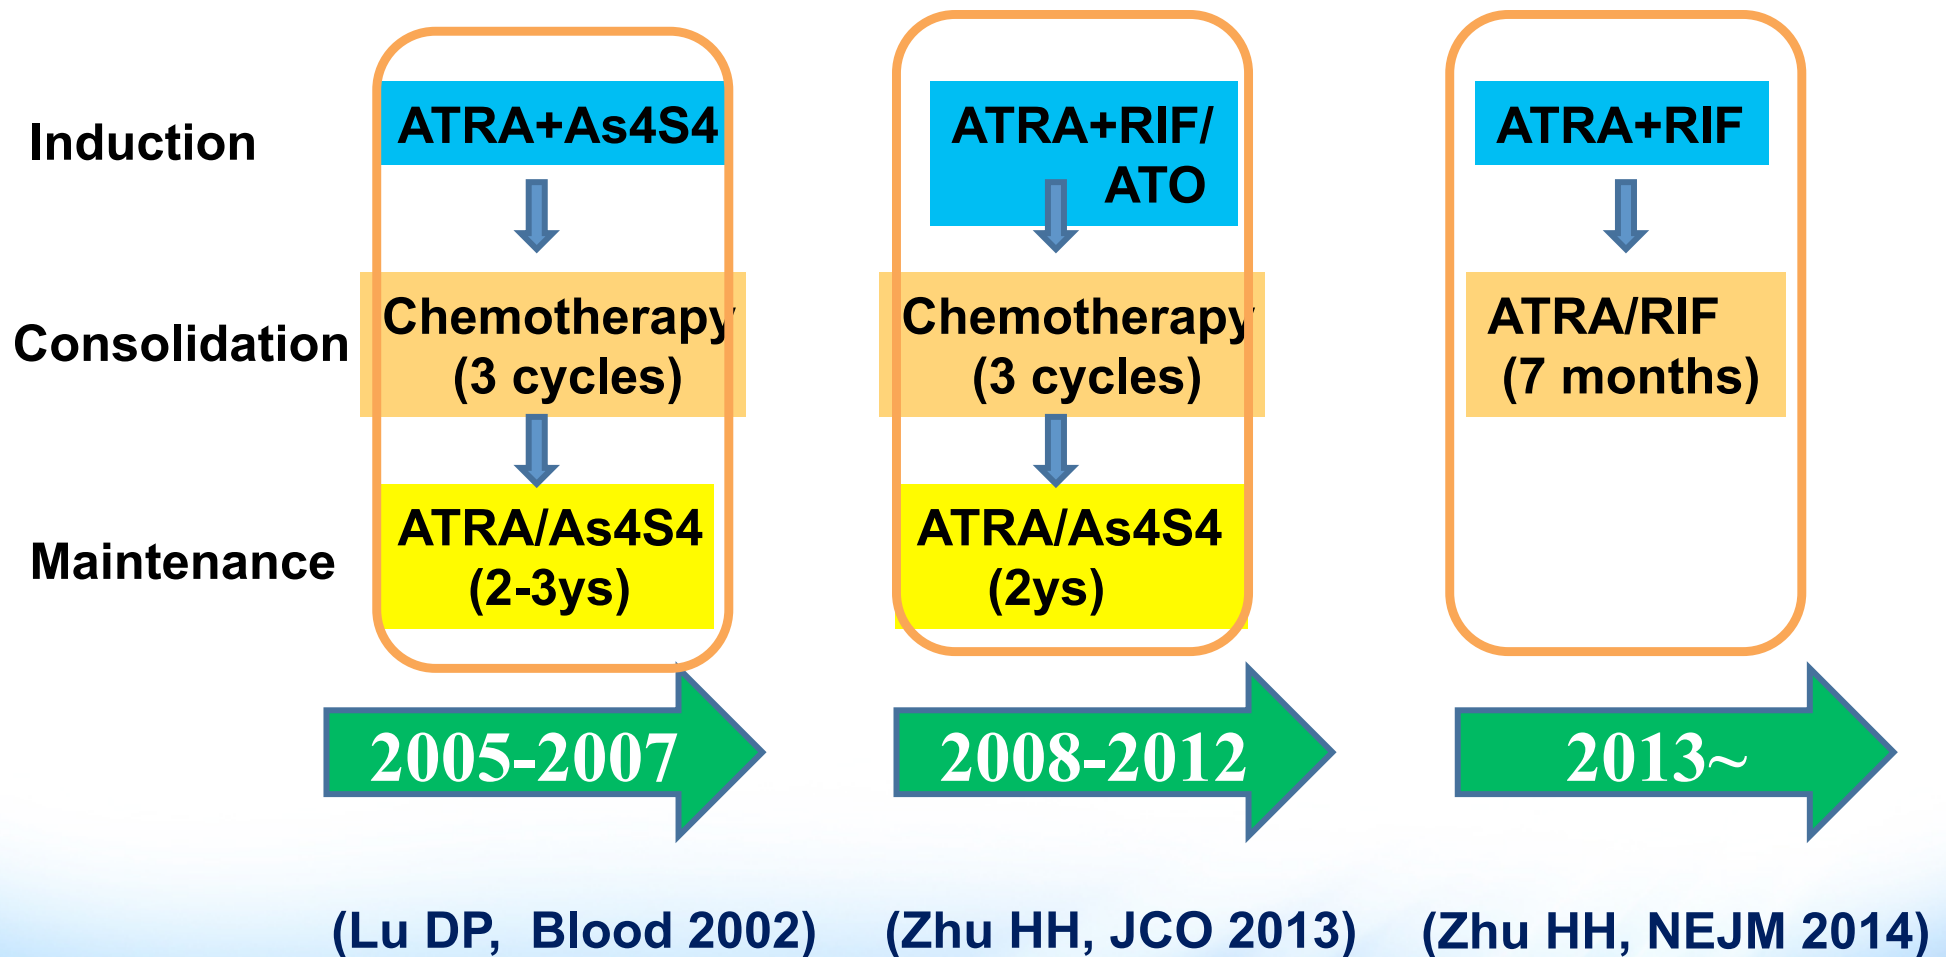 Induction
ATRA+As4S4
ATRA+RIF/
ATO
ATRA+RIF
Consolidation
Chemotherapy
(3 cycles)
Chemotherapy
(3 cycles)
ATRA/RIF
(7 months)
Maintenance
ATRA/As4S4
(2-3ys)
ATRA/As4S4
(2ys)
2005-2007
2008-2012
2013~
(Lu DP, Blood 2002)
(Zhu HH, JCO 2013)
(Zhu HH, NEJM 2014)